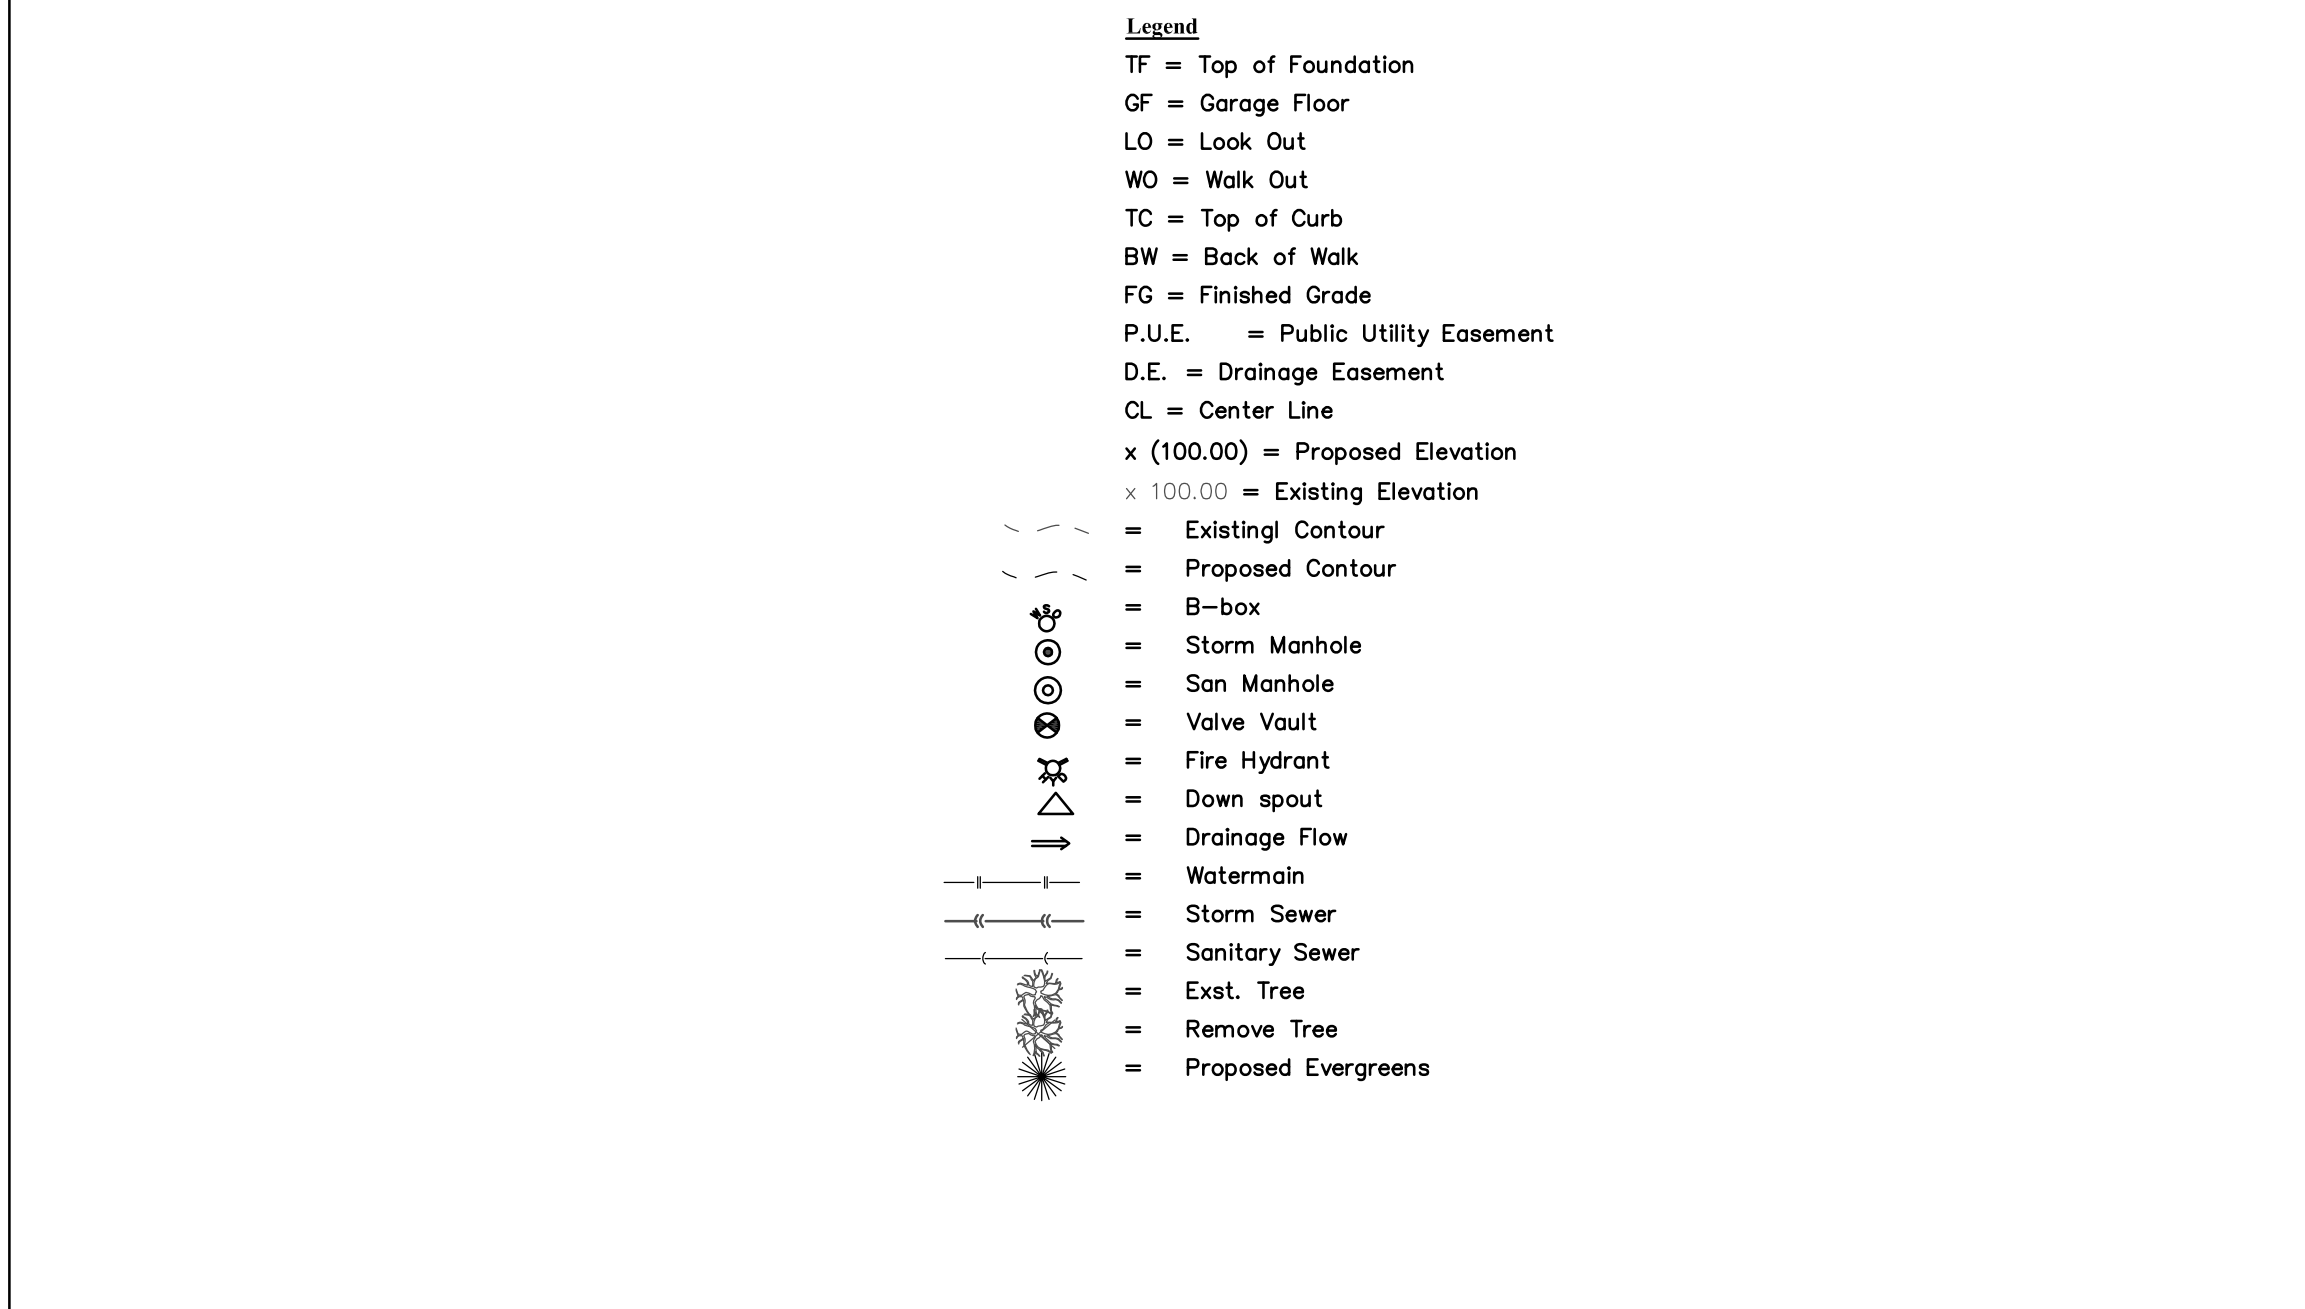 Legend
TF = Top of Foundation
GF = Garage Floor
LO = Look Out
WO = Walk Out
TC = Top of Curb
BW = Back of Walk
FG = Finished Grade
P.U.E. = Public Utility Easement
D.E. = Drainage Easement
CL = Center Line
x (100.00) = Proposed Elevation
x 100.00 = Existing Elevation
= Existingl Contour
= Proposed Contour
S
= B-box
= Storm Manhole
= San Manhole
= Valve Vault
= Fire Hydrant
= Down spout
= Drainage Flow
= Watermain
= Storm Sewer
= Sanitary Sewer
= Exst. Tree
= Remove Tree
= Proposed Evergreens